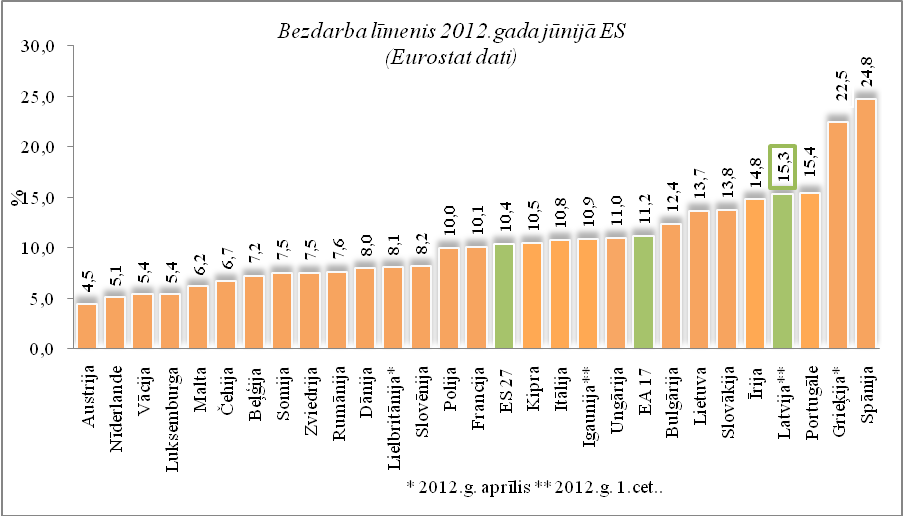 Bezdarba līmenis 2012.gada jūnijā ES
(Eurostat dati)
%
30,0
25,0
20,0
15,0
10,0
5,0
0,0
4,5
5,1
5,4
5,4
6,2
6,7
7,2
7,5
7,5
7,6
8,0
8,1
8,2
10,0
10,1
10,4
10,5
10,8
10,9
11,0
11,2
12,4
13,7
13,8
14,8
15,3
15,4
22,5
24,8
Austrija
Nīderlande
Vācija
Luksemburga
Malta
Čehija
Beļģija
Somija
Zviedrija
Rumānija
Dānija
Lielbritānija*
Slovēnija
Polija
Francija
ES27
Kipra
Itālija
Igaunija**
Ungārija
EA17
Bulgārija
Lietuva
Slovākija
Īrija
Latvija**
Portugāle
Grieķija*
Spānija
* 2012.g. aprīlis ** 2012.g. 1.cet..